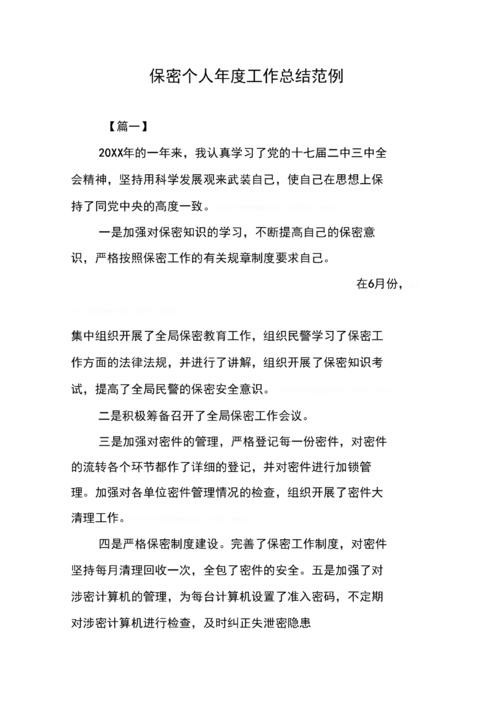 保密个人年度工作总结范例
【篇一】
20XX年的一年来，我认真学习了党的十七届二中三中全
会精神，坚持用科学发展观来武装自己，使自己在思想上保
持了同党中央的高度一致。
一是加强对保密知识的学习，不断提高自己的保密意
识，严格按照保密工作的有关规章制度要求自己。
在6月份，
集中组织开展了全局保密教育工作，组织民警学习了保密工
作方面的法律法规，并进行了讲解，组织开展了保密知识考
试，提高了全局民警的保密安全意识。
二是积极筹备召开了全局保密工作会议。
三是加强对密件的管理，严格登记每一份密件，对密件
的流转各个环节都作了详细的登记，并对密件进行加锁管
理。加强对各单位密件管理情况的检查，组织开展了密件大
清理工作。
四是严格保密制度建设。完善了保密工作制度，对密件
坚持每月清理回收一次，全包了密件的安全。五是加强了对
涉密计算机的管理，为每台计算机设置了准入密码，不定期
对涉密计算机进行检查，及时纠正失泄密隐患